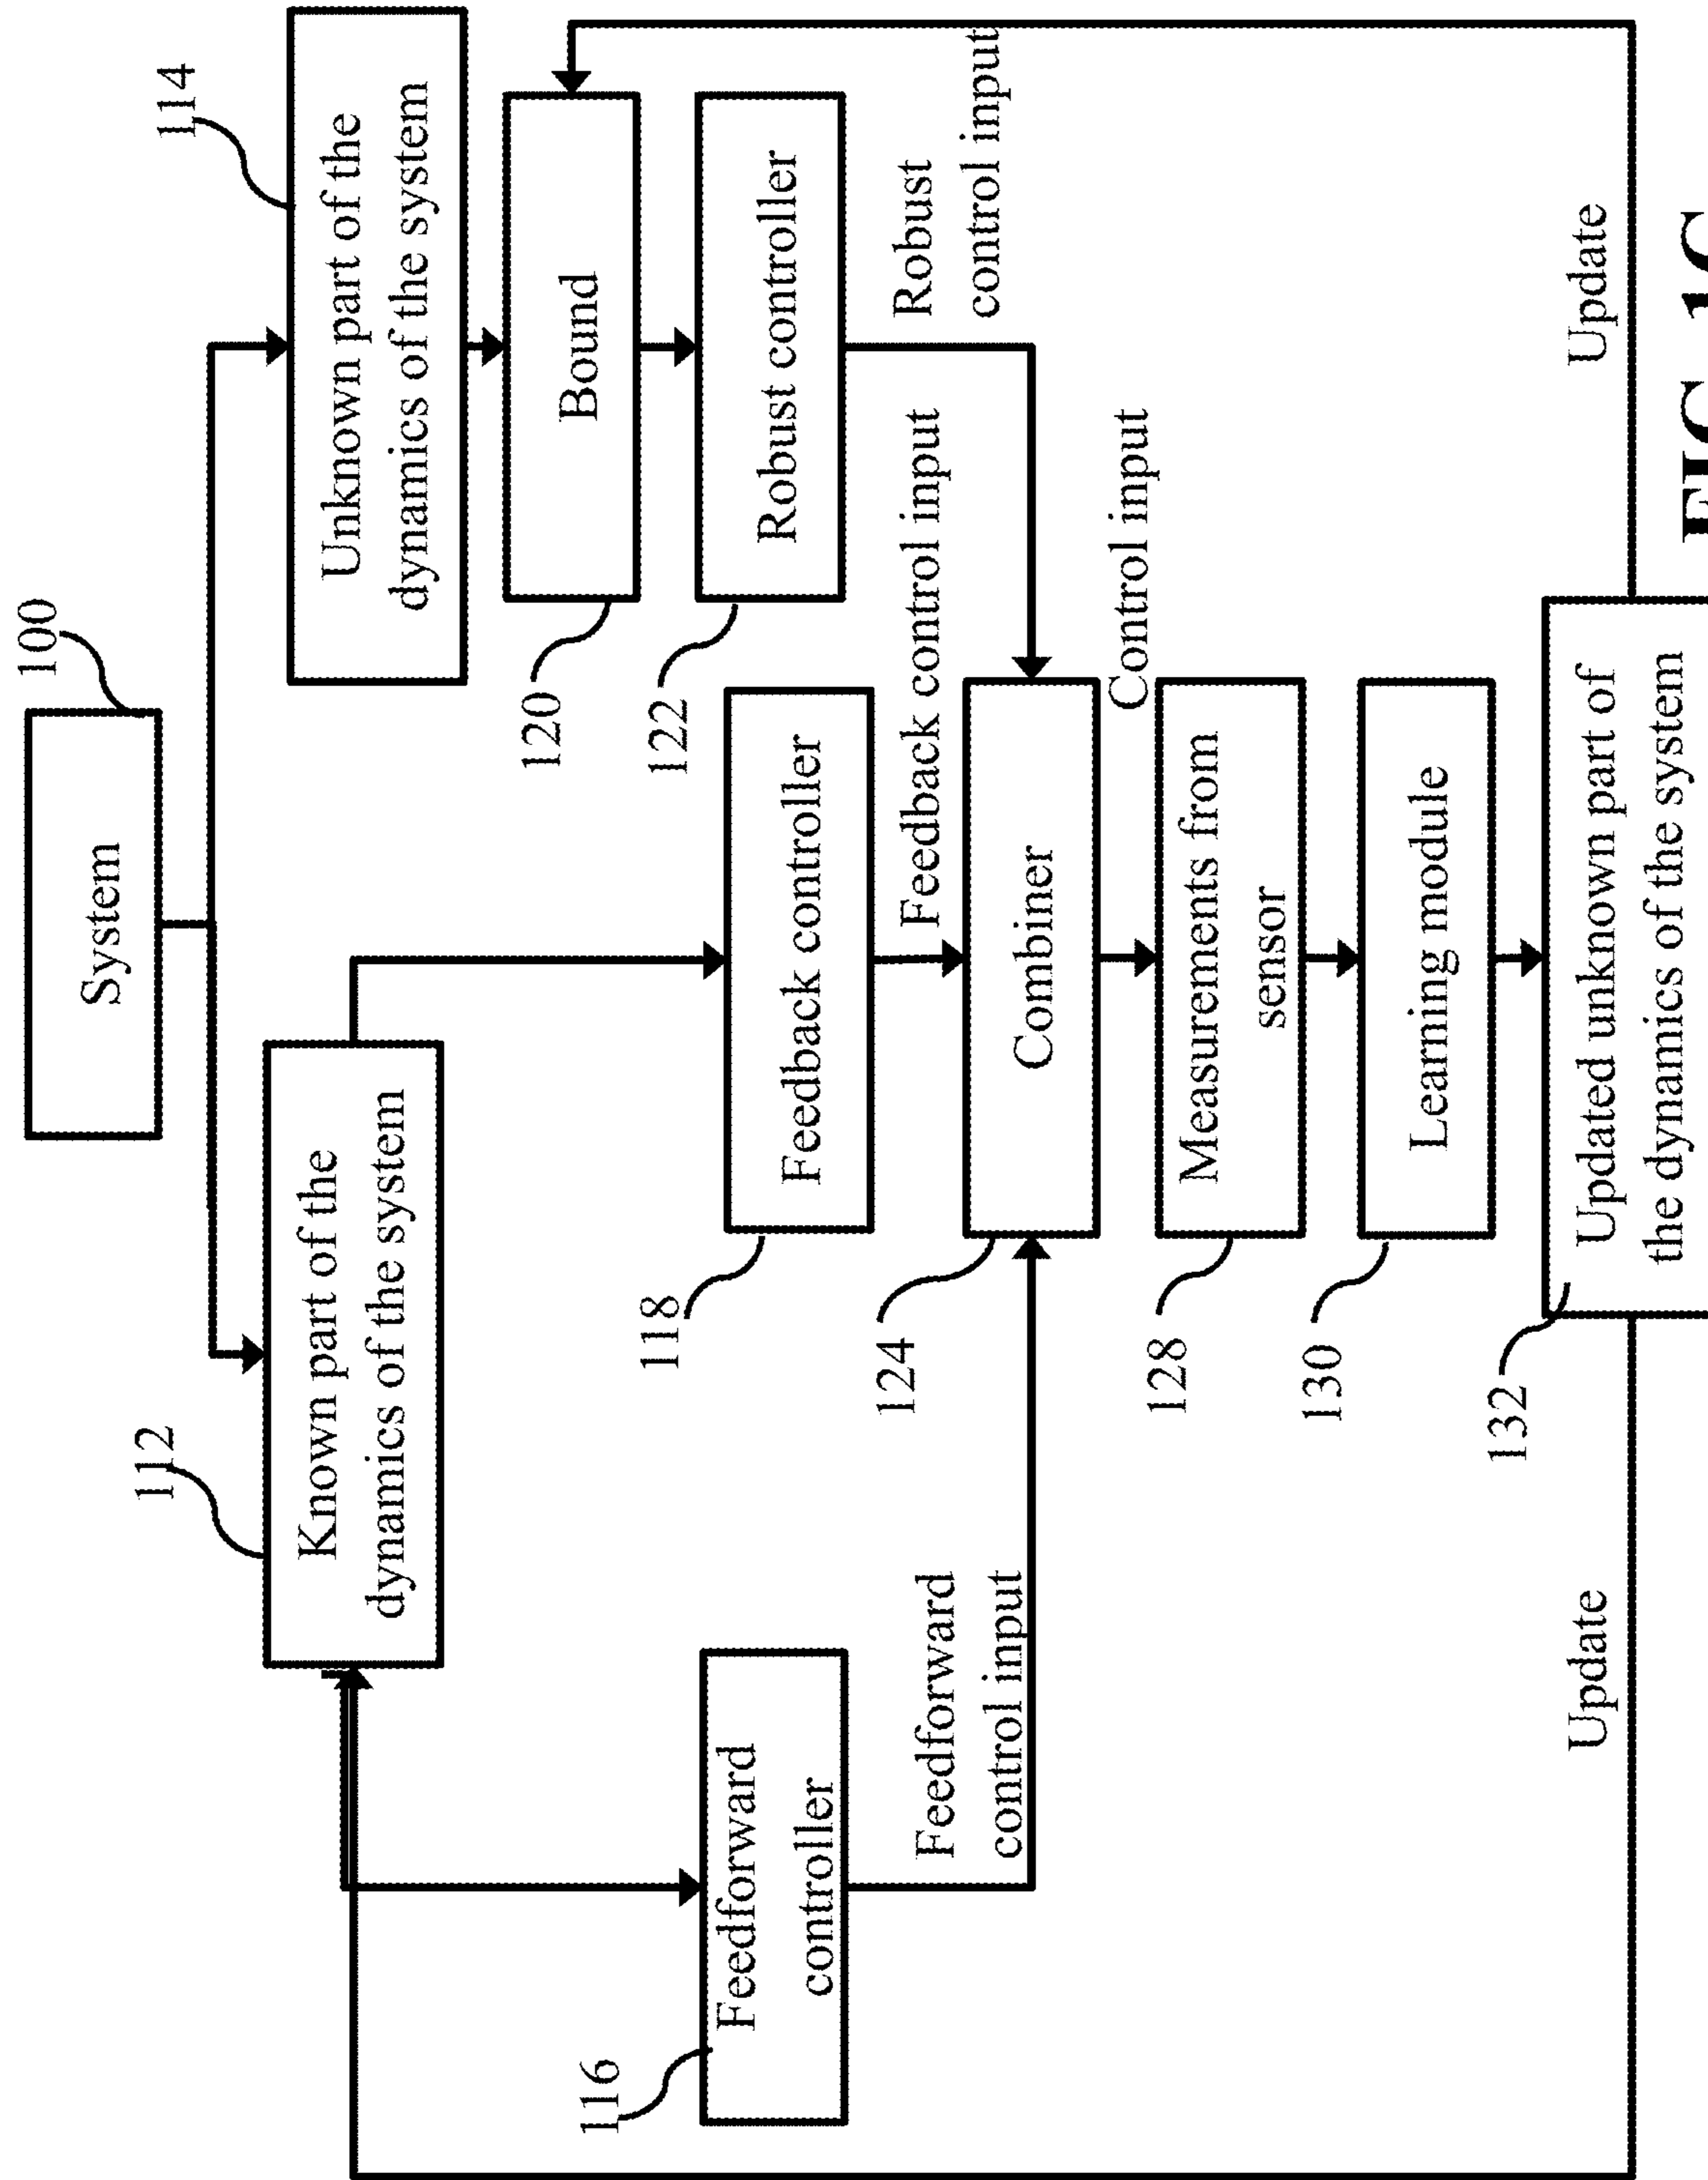 100
System
112
114
Known part of the
dynamics of the system
Unknown part of the
dynamics of the system
120
Bound
116
Feedforward
controller
118
Feedback controller
122
Robust controller
Feedforward
control input
Feedback control input
Robust
control input
124
Combiner
Control input
128
Measurements from
sensor
130
Learning module
132
Updated unknown part of
the dynamics of the system
Update
Update
FIG. 1C